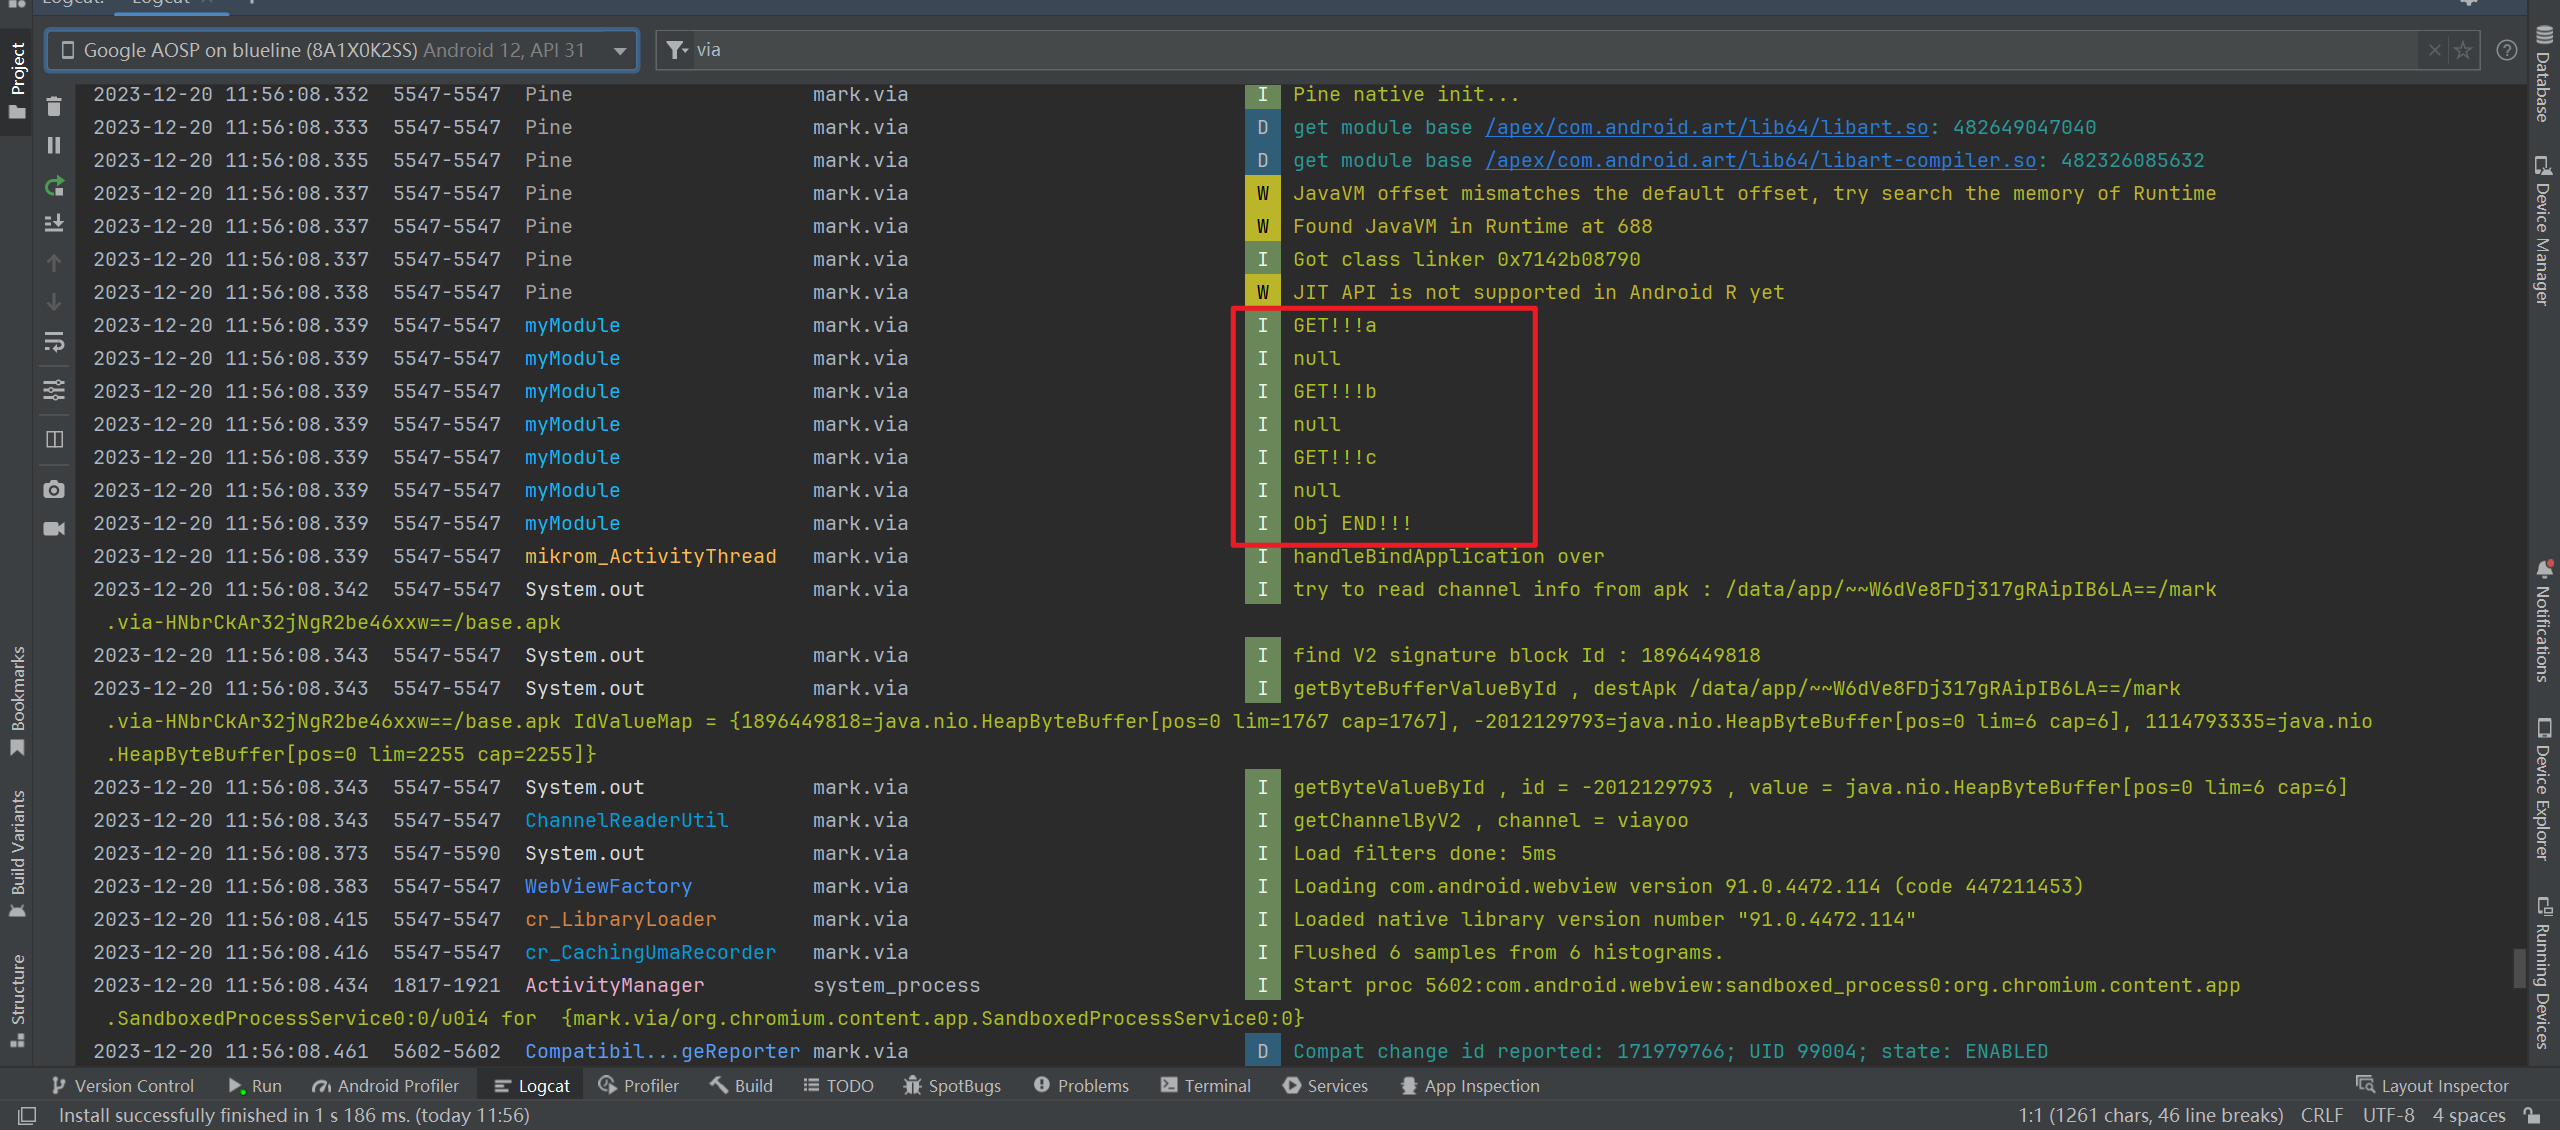 Logcat: Logcat
Google AOSP on blueline (8A1X0K2SS) Android 12, API 31
via
2023-12-20 11:56:08.332 5547-5547 Pine mark.via I Pine native init...
2023-12-20 11:56:08.333 5547-5547 Pine mark.via D get module base /apex/com.android.art/lib64/libart.so: 482649047040
2023-12-20 11:56:08.335 5547-5547 Pine mark.via D get module base /apex/com.android.art/lib64/libart-compiler.so: 482326085632
2023-12-20 11:56:08.337 5547-5547 Pine mark.via W JavaVM offset mismatches the default offset, try search the memory of Runtime
2023-12-20 11:56:08.337 5547-5547 Pine mark.via W Found JavaVM in Runtime at 688
2023-12-20 11:56:08.337 5547-5547 Pine mark.via I Got class linker 0x7142b08790
2023-12-20 11:56:08.338 5547-5547 Pine mark.via W JIT API is not supported in Android R yet
2023-12-20 11:56:08.339 5547-5547 myModule mark.via I GET!!!a
2023-12-20 11:56:08.339 5547-5547 myModule mark.via I null
2023-12-20 11:56:08.339 5547-5547 myModule mark.via I GET!!!b
2023-12-20 11:56:08.339 5547-5547 myModule mark.via I null
2023-12-20 11:56:08.339 5547-5547 myModule mark.via I GET!!!c
2023-12-20 11:56:08.339 5547-5547 myModule mark.via I null
2023-12-20 11:56:08.339 5547-5547 myModule mark.via I Obj END!!!
2023-12-20 11:56:08.339 5547-5547 mikrom_ActivityThread mark.via I handleBindApplication over
2023-12-20 11:56:08.342 5547-5547 System.out mark.via I try to read channel info from apk : /data/app/~~W6dVe8FDj317gRAipIB6LA==/mark
.via-HNbrCkAr32jNgR2be46xxw==/base.apk
2023-12-20 11:56:08.343 5547-5547 System.out mark.via I find V2 signature block Id : 1896449818
2023-12-20 11:56:08.343 5547-5547 System.out mark.via I getByteBufferValueById , destApk /data/app/~~W6dVe8FDj317gRAipIB6LA==/mark
.via-HNbrCkAr32jNgR2be46xxw==/base.apk IdValueMap = {1896449818=java.nio.HeapByteBuffer[pos=0 lim=1767 cap=1767], -2012129793=java.nio.HeapByteBuffer[pos=0 lim=6 cap=6], 1114793335=java.nio
.HeapByteBuffer[pos=0 lim=2255 cap=2255]}
2023-12-20 11:56:08.343 5547-5547 System.out mark.via I getByteValueById , id = -2012129793 , value = java.nio.HeapByteBuffer[pos=0 lim=6 cap=6]
2023-12-20 11:56:08.343 5547-5547 ChannelReaderUtil mark.via I getChannelByV2 , channel = viayoo
2023-12-20 11:56:08.373 5547-5590 System.out mark.via I Load filters done: 5ms
2023-12-20 11:56:08.383 5547-5547 WebViewFactory mark.via I Loading com.android.webview version 91.0.4472.114 (code 447211453)
2023-12-20 11:56:08.415 5547-5547 cr_LibraryLoader mark.via I Loaded native library version number "91.0.4472.114"
2023-12-20 11:56:08.416 5547-5547 cr_CachingUmaRecorder mark.via I Flushed 6 samples from 6 histograms.
2023-12-20 11:56:08.434 1817-1921 ActivityManager system_process I Start proc 5602:com.android.webview:sandboxed_process0:org.chromium.content.app
.SandboxedProcessService0:0/u0i4 for {mark.via/org.chromium.content.app.SandboxedProcessService0:0}
2023-12-20 11:56:08.461 5602-5602 Compatibil...geReporter mark.via D Compat change id reported: 171979766; UID 99004; state: ENABLED
Project
Bookmarks
Build Variants
Structure
Database
Device Manager
Notifications
Device Explorer
Running Devices
Version Control Run Android Profiler Logcat Profiler Build TODO SpotBugs Problems Terminal Services App Inspection Layout Inspector
Install successfully finished in 1 s 186 ms. (today 11:56) 1:1 (1261 chars, 46 line breaks) CRLF UTF-8 4 spaces